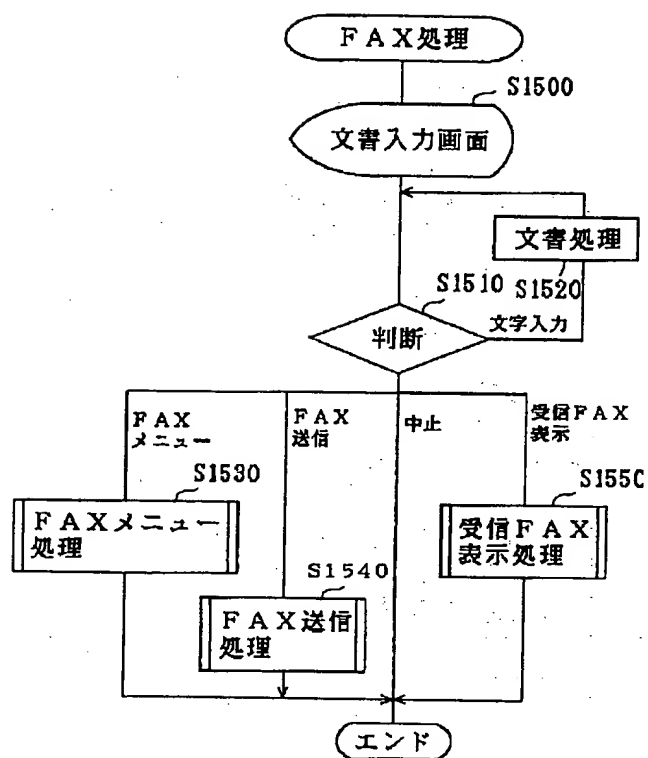 ＦＡＸ処理
S1500
文書入力画面
文書処理
S1520
S1510
判断
文字入力
ＦＡＸ
メニュー
ＦＡＸ
送信
中止
受信ＦＡＸ
表示
S1530
ＦＡＸメニュー
処理
S1540
ＦＡＸ送信
処理
S155C
受信ＦＡＸ
表示処理
エンド